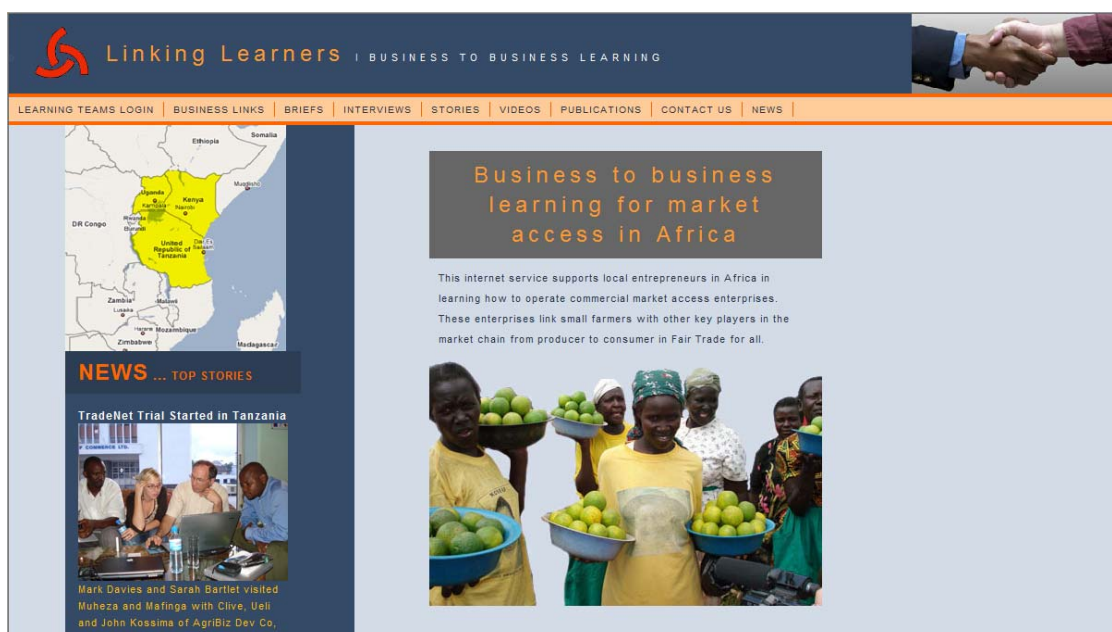 Linking Learners | BUSINESS TO BUSINESS LEARNING
LEARNING TEAMS LOGIN | BUSINESS LINKS | BRIEFS | INTERVIEWS | STORIES | VIDEOS | PUBLICATIONS | CONTACT US | NEWS |
Somalia
Ethiopia
Mugdisho
Uganda
Kenya
Kampala
Nairobi
Rwanda
DR Congo
Burundi
United
Republic of
Tanzania
Zambia
Malawi
Lusaka
Harare
Mozambique
Zimbabwe
Madagascar
NEWS ... TOP STORIES
TradeNet Trial Started in Tanzania
COMMERCE LTD.
Mark Davies and Sarah Bartlet visited
Muheza and Mafinga with Clive, Ueli
and John Kossima of AgriBiz Dev Co,
Business to business
learning for market
access in Africa
This internet service supports local entrepreneurs in Africa in
learning how to operate commercial market access enterprises.
These enterprises link small farmers with other key players in the
market chain from producer to consumer in Fair Trade for all.